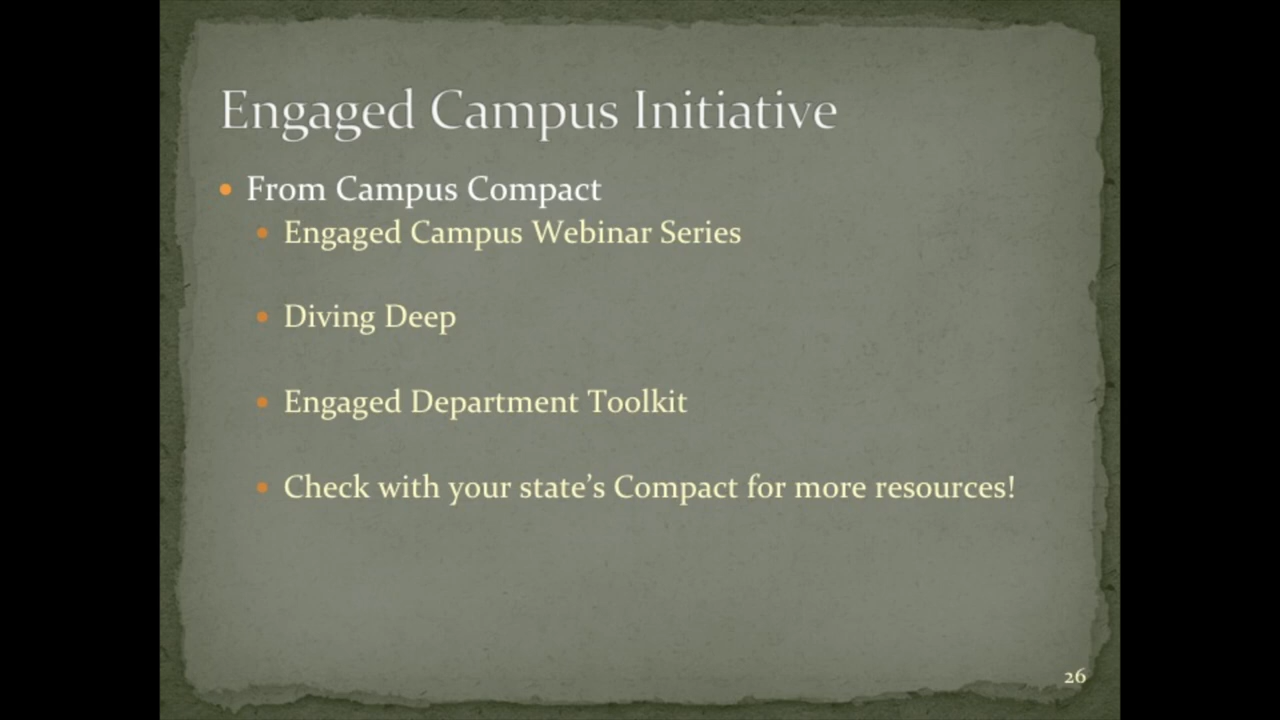 Engaged Campus Initiative
From Campus Compact
Engaged Campus Webinar Series
Diving Deep
Engaged Department Toolkit
Check with your state’s Compact for more resources!
26